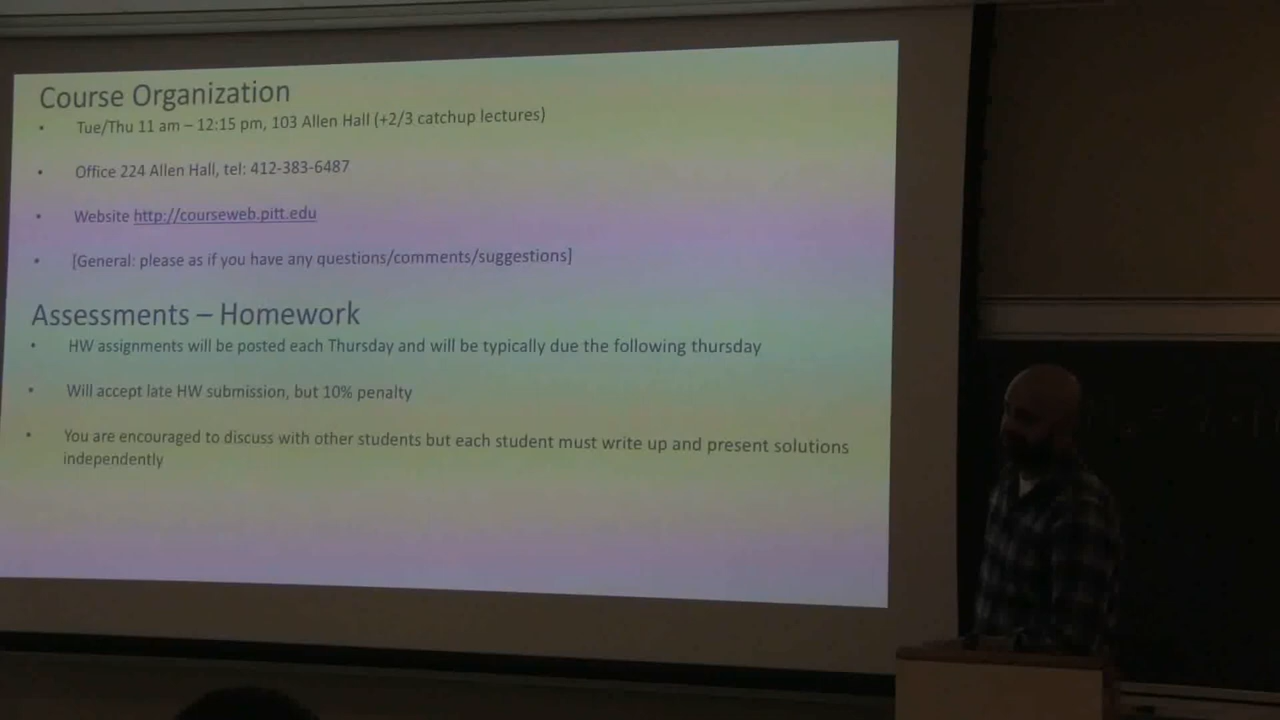 Course Organization
• Tue/Thu 11 am – 12:15 pm, 103 Allen Hall (+2/3 catchup lectures)
• Office 224 Allen Hall, tel: 412-383-6487
• Website http://courseweb.pitt.edu
• [General: please as if you have any questions/comments/suggestions]
Assessments – Homework
• HW assignments will be posted each Thursday and will be typically due the following thursday
• Will accept late HW submission, but 10% penalty
• You are encouraged to discuss with other students but each student must write up and present solutions
independently